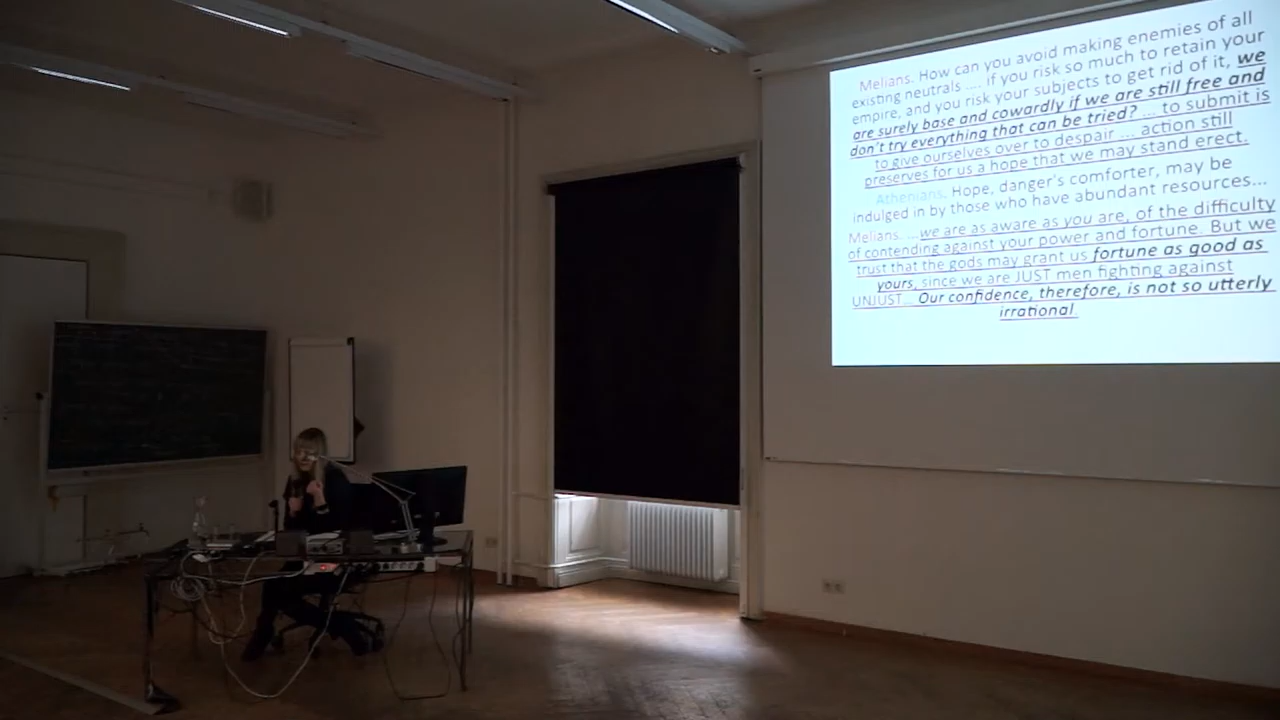 Melians. How can you avoid making enemies of all
existing neutrals .... if you risk so much to retain your
empire, and you risk your subjects to get rid of it, we
are surely base and cowardly if we are still free and
don't try everything that can be tried? ... to submit is
to give ourselves over to despair ... action still
preserves for us a hope that we may stand erect.
Athenians. Hope, danger's comforter, may be
indulged in by those who have abundant resources...
Melians. ...we are as aware as you are, of the difficulty
of contending against your power and fortune. But we
trust that the gods may grant us fortune as good as
yours, since we are JUST men fighting against
UNJUST... Our confidence, therefore, is not so utterly
irrational.